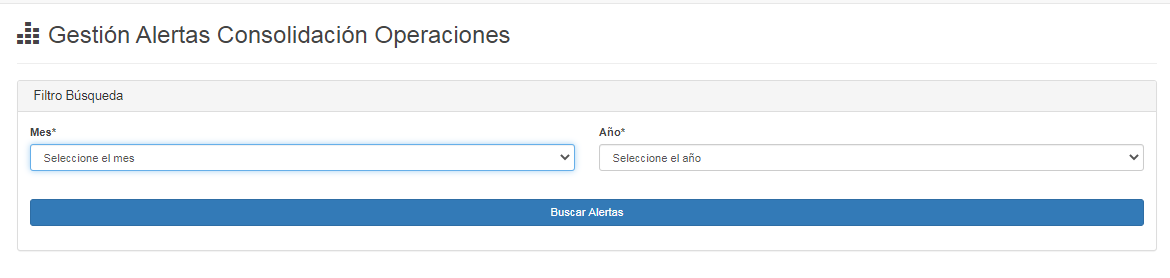 Gestión Alertas Consolidación Operaciones
Filtro Búsqueda
Mes*
Año*
Seleccione el mes
Seleccione el año
Buscar Alertas